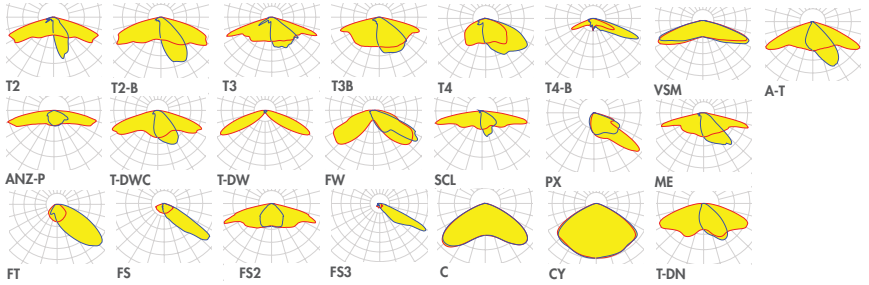 T2 T2-B T3 T3B T4 T4-B VSM A-T
ANZ-P T-DWC T-DW FW SCL PX ME
FT FS FS2 FS3 C CY T-DN